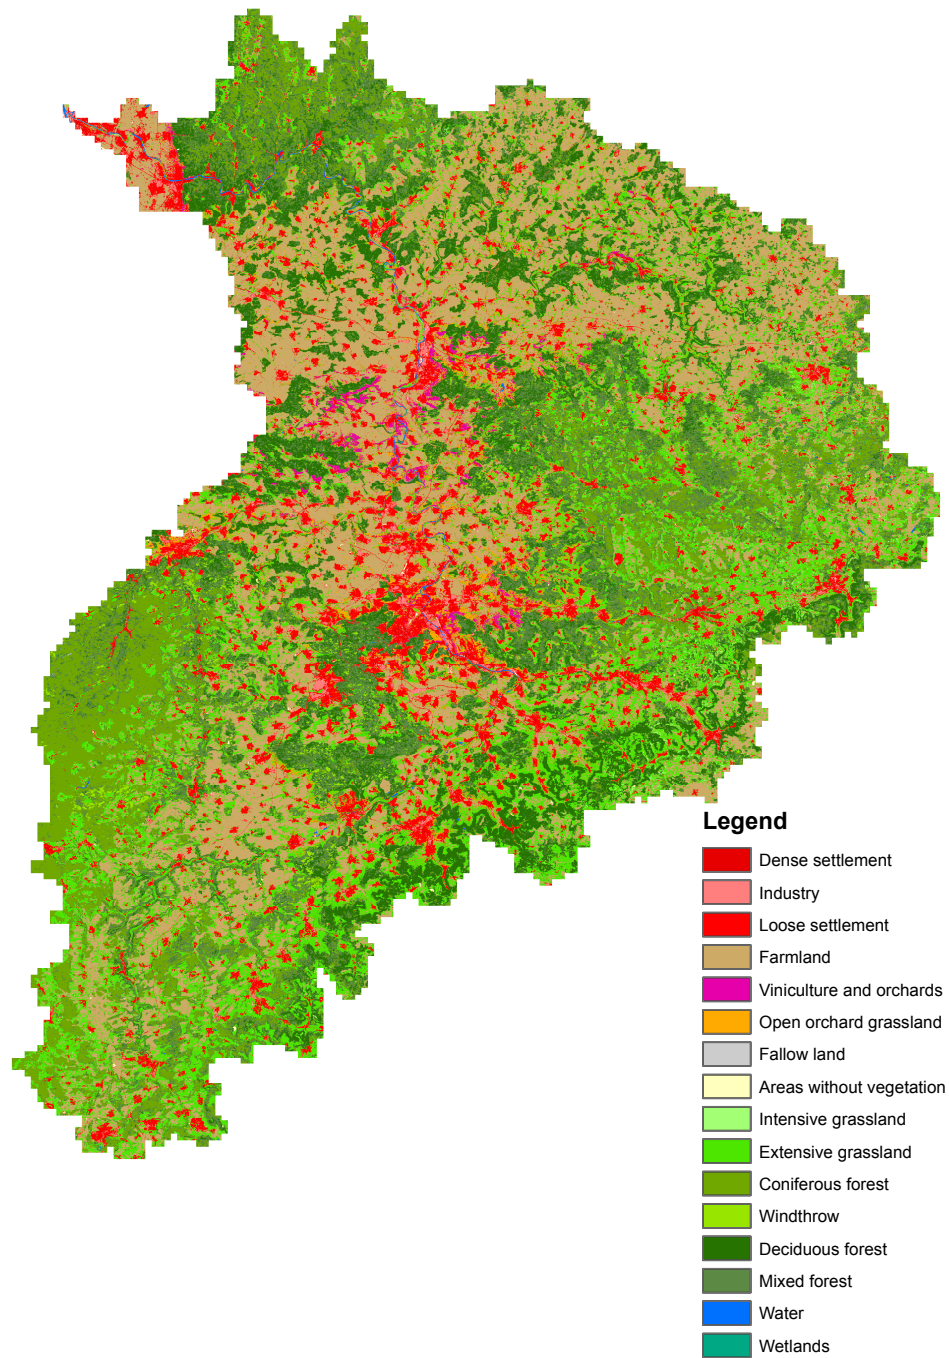 Legend
Dense settlement
Industry
Loose settlement
Farmland
Viniculture and orchards
Open orchard grassland
Fallow land
Areas without vegetation
Intensive grassland
Extensive grassland
Coniferous forest
Windthrow
Deciduous forest
Mixed forest
Water
Wetlands